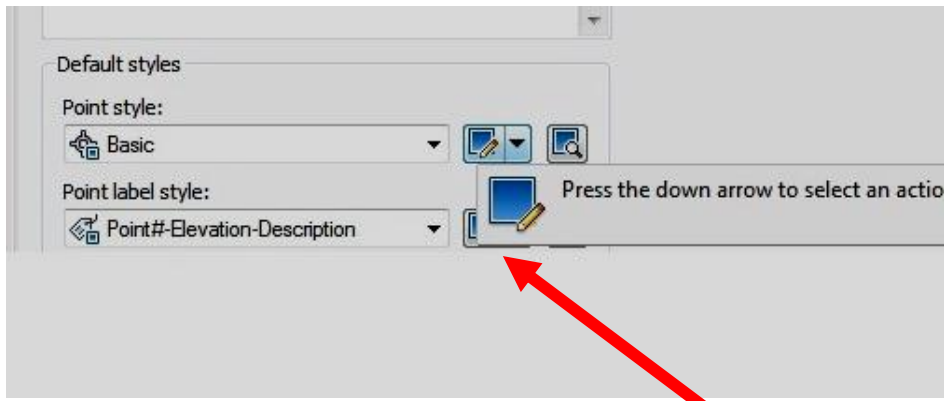 Default styles
Point style:
Basic
Press the down arrow to select an actio
Point label style:
Point#-Elevation-Description